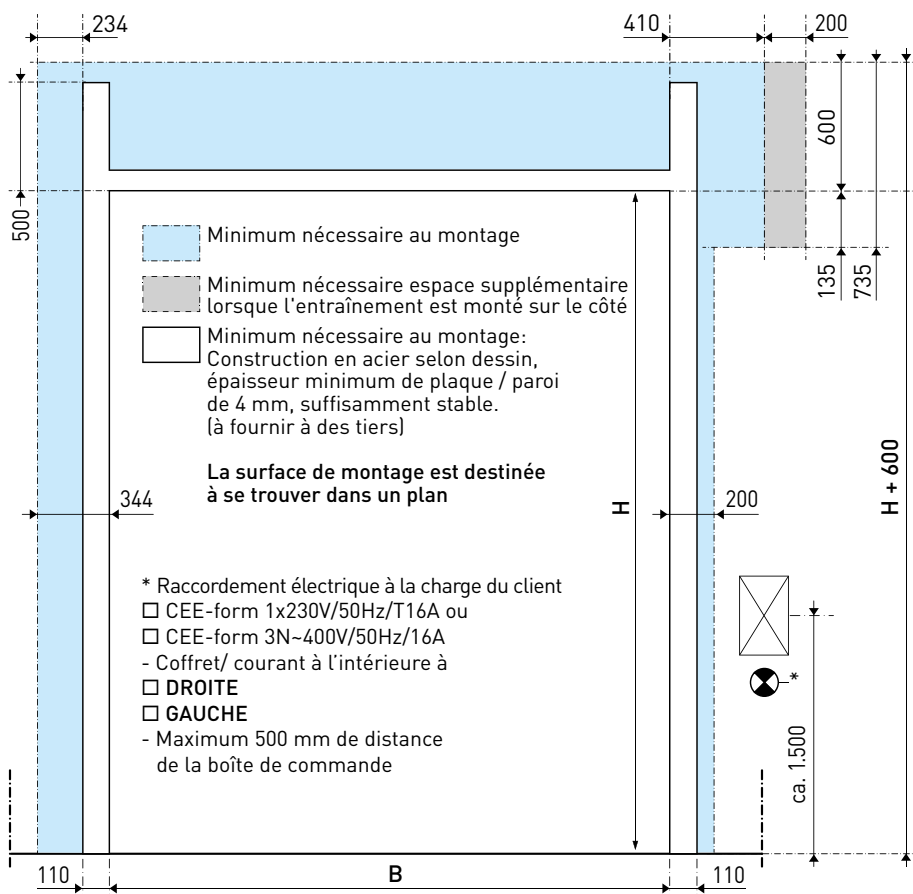 234
410
200
600
500
Minimum nécessaire au montage
Minimum nécessaire espace supplémentaire
lorsque l'entraînement est monté sur le côté
135
735
Minimum nécessaire au montage:
Construction en acier selon dessin,
épaisseur minimum de plaque / paroi
de 4 mm, suffisamment stable.
(à fournir à des tiers)
La surface de montage est destinée
à se trouver dans un plan
344
H
200
H + 600
* Raccordement électrique à la charge du client
□ CEE-form 1x230V/50Hz/T16A ou
□ CEE-form 3N~400V/50Hz/16A
- Coffret/ courant à l'intérieure à
□ DROITE
□ GAUCHE
- Maximum 500 mm de distance
de la boîte de commande
*
ca. 1.500
110
B
110